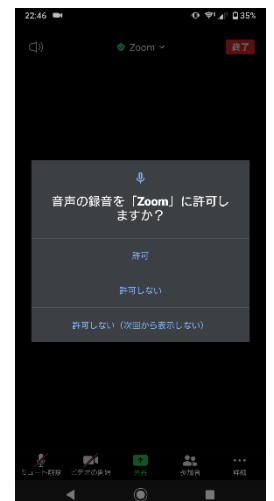 22:46
35%
Zoom
終了
音声の録音を「Zoom」に許可し
ますか？
許可
許可しない
許可しない（次回から表示しない）
ミュート解除 ビデオの開始 共有 参加者 詳細